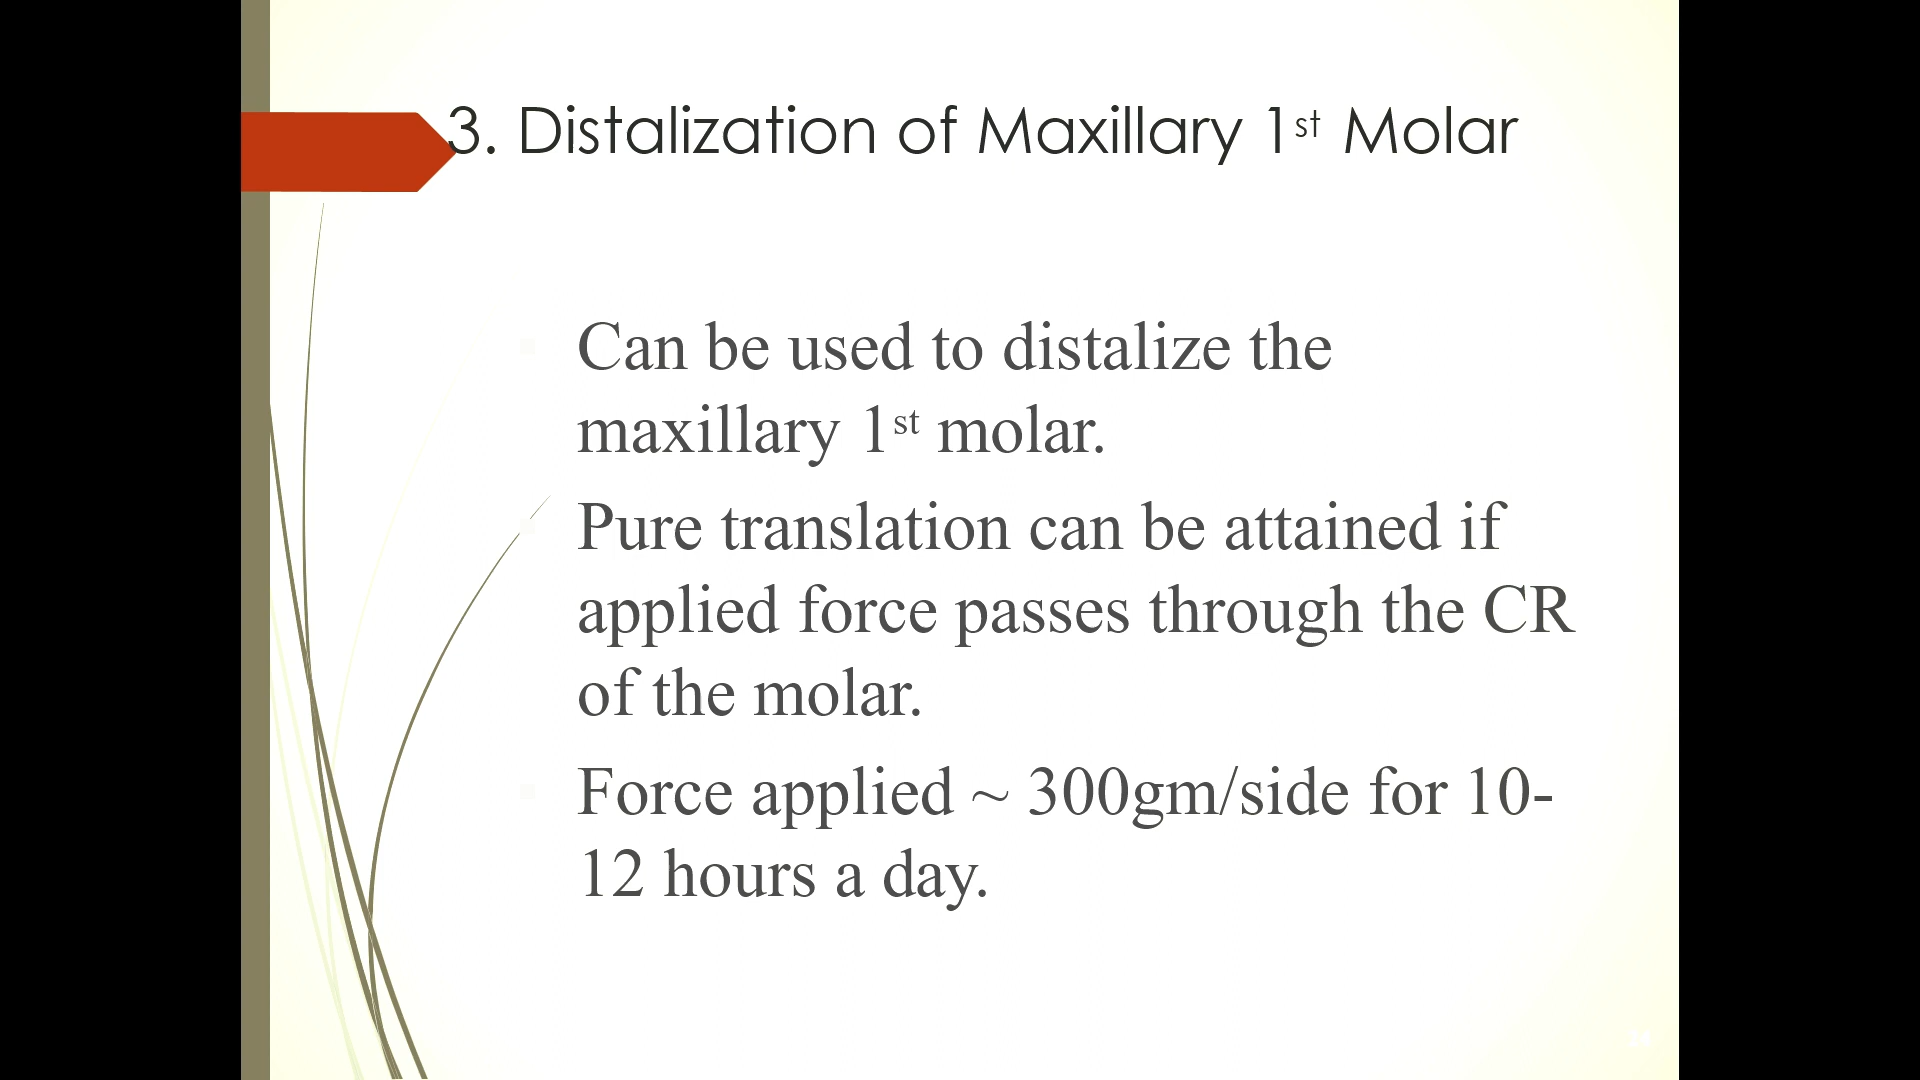 3. Distalization of Maxillary 1st Molar
Can be used to distalize the
maxillary 1st molar.
Pure translation can be attained if
applied force passes through the CR
of the molar.
Force applied ~ 300gm/side for 10-
12 hours a day.